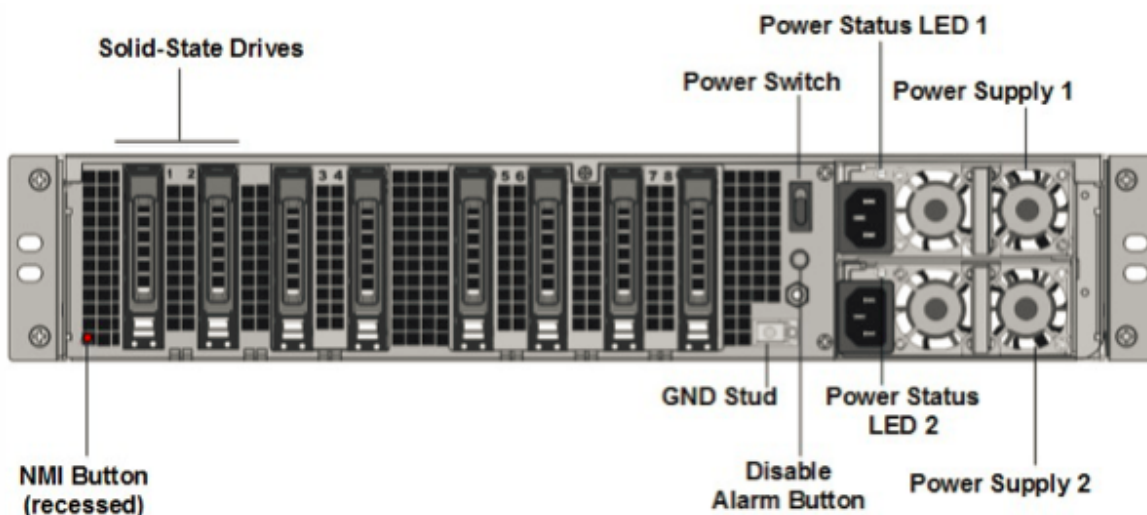 Power Status LED 1
Solid-State Drives
Power Switch
Power Supply 1
1 2
3 4
5 6
7 8
GND Stud
Power Status
LED 2
NMI Button
(recessed)
Disable
Alarm Button
Power Supply 2